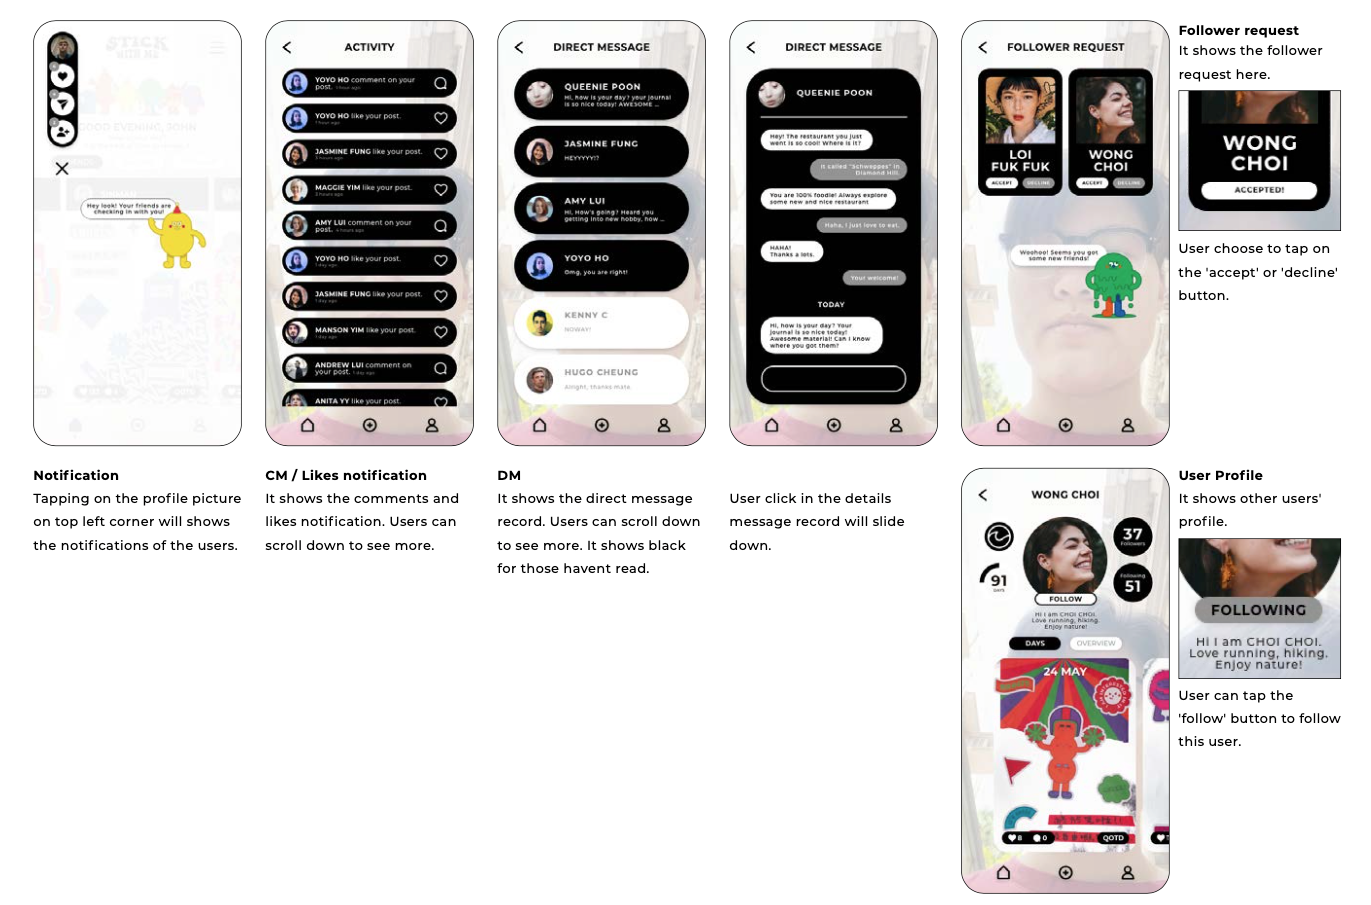 STICK
WITH ME
GOOD EVENING, JOHN
Hey look! Your friends are
checking in with you!
Notification
Tapping on the profile picture
on top left corner will shows
the notifications of the users.
ACTIVITY
YOYO HO comment on your
post. 1 hour ago
YOYO HO like your post.
1 hour ago
JASMINE FUNG like your post.
3 hours ago
MAGGIE YIM like your post.
3 hours ago
AMY LUI comment on your
post. 4 hours ago
YOYO HO like your post.
1 day ago
JASMINE FUNG like your post.
1 day ago
MANSON YIM like your post.
1 day ago
ANDREW LUI comment on
your post. 1 day ago
ANITA YY like your post.
CM / Likes notification
It shows the comments and
likes notification. Users can
scroll down to see more.
DIRECT MESSAGE
QUEENIE POON
Hi, how is your day? your journal
is so nice today! AWESOME ...
JASMINE FUNG
HEYYYYY!?
AMY LUI
Hi, How's going? Heard you
getting into new hobby, how ...
YOYO HO
Omg, you are right!
KENNY C
NOWAY!
HUGO CHEUNG
Alright, thanks mate
DM
It shows the direct message
record. Users can scroll down
to see more. It shows black
for those havent read.
DIRECT MESSAGE
QUEENIE POON
Hey! The restaurant you just
went is so cool! Where is it?
It called "Schweppes" in
Diamond Hill.
You are 100% foodie! Always explore
some new and nice restaurant
Haha, I just love to eat.
HAHA!
Thanks a lots.
Your welcome!
TODAY
Hi, how is your day? Your
journal is so nice today!
Awesome material! Can I know
where you got them?
User click in the details
message record will slide
down.
FOLLOWER REQUEST
LOI
FUK FUK
ACCEPT
DECLINE
WONG
CHOI
ACCEPT
DECLINE
Woohoo! Seems you got
some new friends!
Follower request
It shows the follower
request here.
WONG
CHOI
ACCEPTED!
User choose to tap on
the 'accept' or 'decline'
button.
WONG CHOI
37
Followers
91
DAYS
Following
51
FOLLOW
Hi I am CHOI CHOI.
Love running, hiking.
Enjoy nature!
DAYS
OVERVIEW
24 MAY
8
0
QOTD
User Profile
It shows other users'
profile.
FOLLOWING
Hi I am CHOI CHOI.
Love running, hiking.
Enjoy nature!
User can tap the
'follow' button to follow
this user.